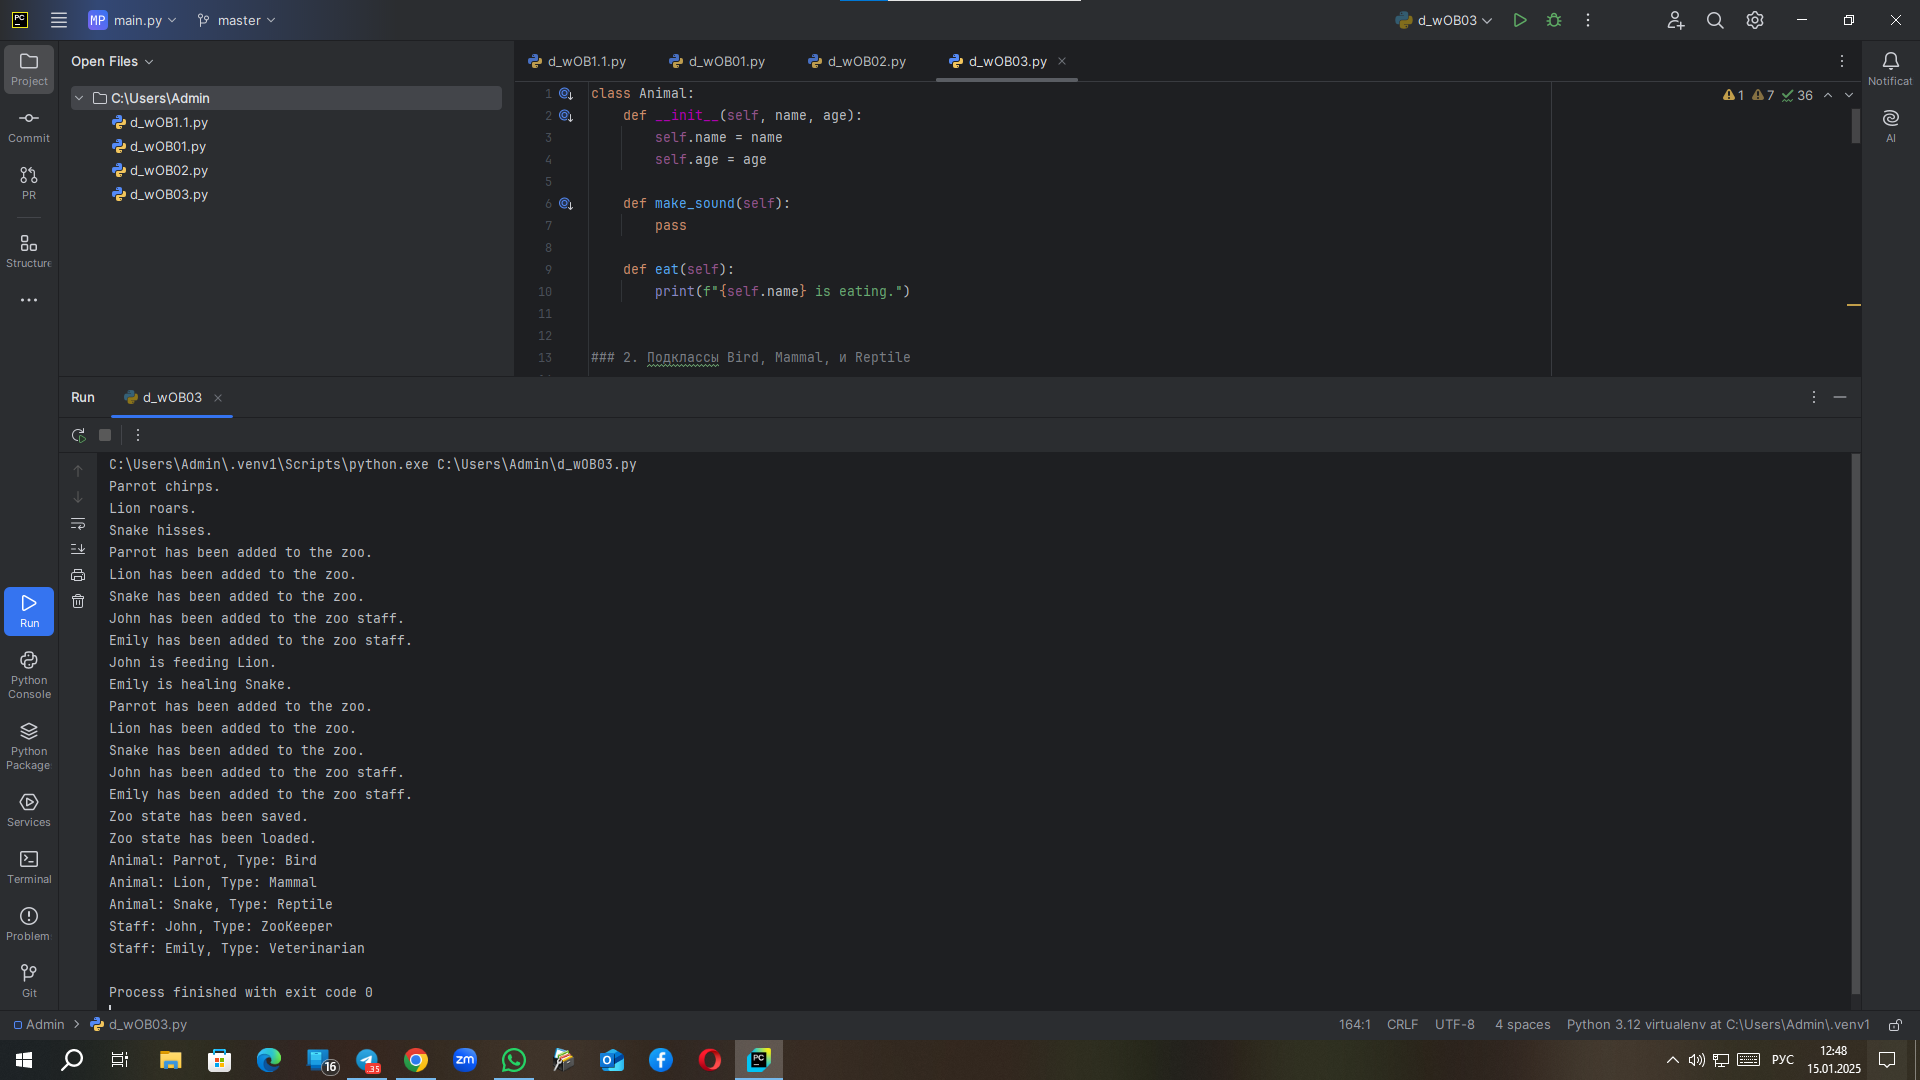 PC
MP main.py
master
d_wOB03
Project
Commit
PR
Structure
Run
Python
Console
Python
Package
Services
Terminal
Problem
Git
Open Files
C:\Users\Admin
d_wOB1.1.py
d_wOB01.py
d_wOB02.py
d_wOB03.py
d_wOB1.1.py d_wOB01.py d_wOB02.py d_wOB03.py
1 class Animal:
2 def __init__(self, name, age):
3 self.name = name
4 self.age = age
5
6 def make_sound(self):
7 pass
8
9 def eat(self):
10 print(f"{self.name} is eating.")
11
12
13 ### 2. Подклассы Bird, Mammal, и Reptile
1 7 36
Notificat
AI
Run d_wOB03
C:\Users\Admin\.venv1\Scripts\python.exe C:\Users\Admin\d_wOB03.py
Parrot chirps.
Lion roars.
Snake hisses.
Parrot has been added to the zoo.
Lion has been added to the zoo.
Snake has been added to the zoo.
John has been added to the zoo staff.
Emily has been added to the zoo staff.
John is feeding Lion.
Emily is healing Snake.
Parrot has been added to the zoo.
Lion has been added to the zoo.
Snake has been added to the zoo.
John has been added to the zoo staff.
Emily has been added to the zoo staff.
Zoo state has been saved.
Zoo state has been loaded.
Animal: Parrot, Type: Bird
Animal: Lion, Type: Mammal
Animal: Snake, Type: Reptile
Staff: John, Type: ZooKeeper
Staff: Emily, Type: Veterinarian
Process finished with exit code 0
Admin > d_wOB03.py
164:1 CRLF UTF-8 4 spaces Python 3.12 virtualenv at C:\Users\Admin\.venv1
16
.35
zm
PC
РУС
12:48
15.01.2025